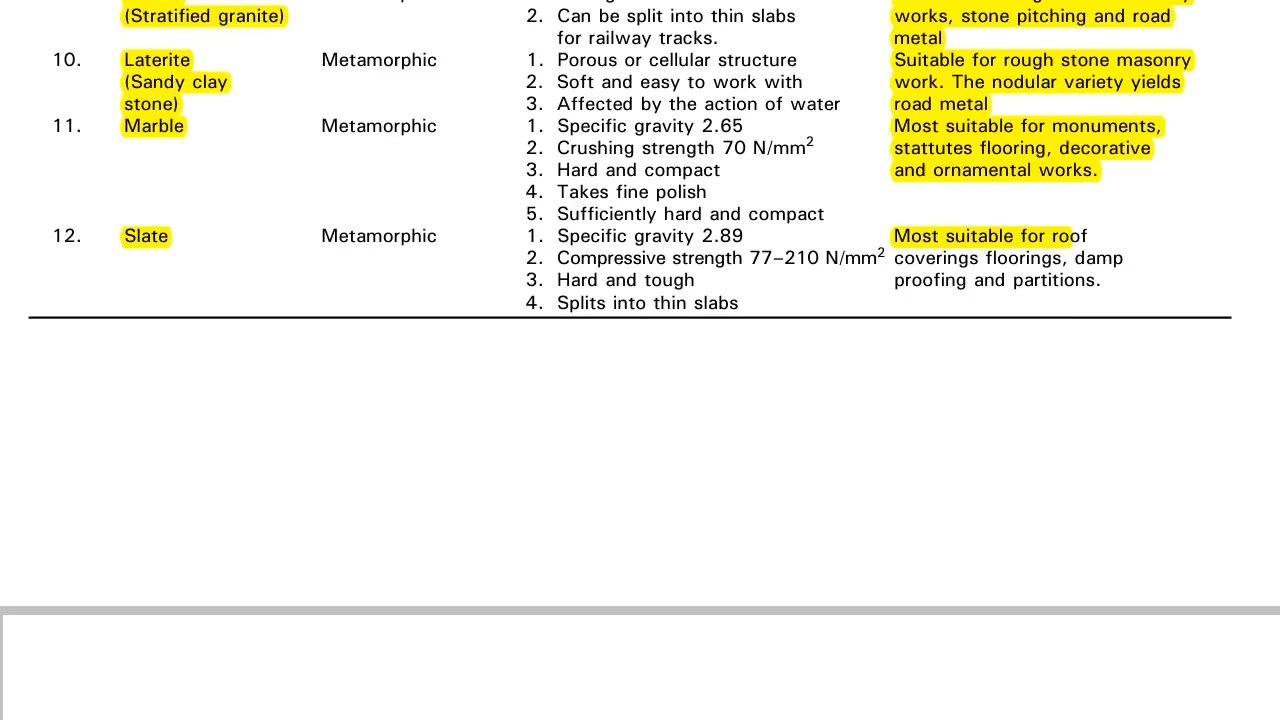 (Stratified granite) 2. Can be split into thin slabs works, stone pitching and road
for railway tracks. metal
10. Laterite Metamorphic 1. Porous or cellular structure Suitable for rough stone masonry
(Sandy clay 2. Soft and easy to work with work. The nodular variety yields
stone) 3. Affected by the action of water road metal
11. Marble Metamorphic 1. Specific gravity 2.65 Most suitable for monuments,
2. Crushing strength 70 N/mm² stattutes flooring, decorative
3. Hard and compact and ornamental works.
4. Takes fine polish
5. Sufficiently hard and compact
12. Slate Metamorphic 1. Specific gravity 2.89 Most suitable for roof
2. Compressive strength 77–210 N/mm² coverings floorings, damp
3. Hard and tough proofing and partitions.
4. Splits into thin slabs